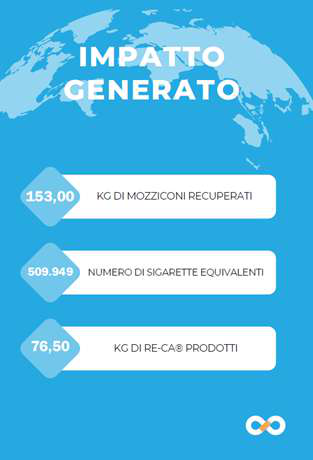 IMPATTO
GENERATO
153,00
KG DI MOZZICONI RECUPERATI
509.949
NUMERO DI SIGARETTE EQUIVALENTI
76,50
KG DI RE-CA® PRODOTTI